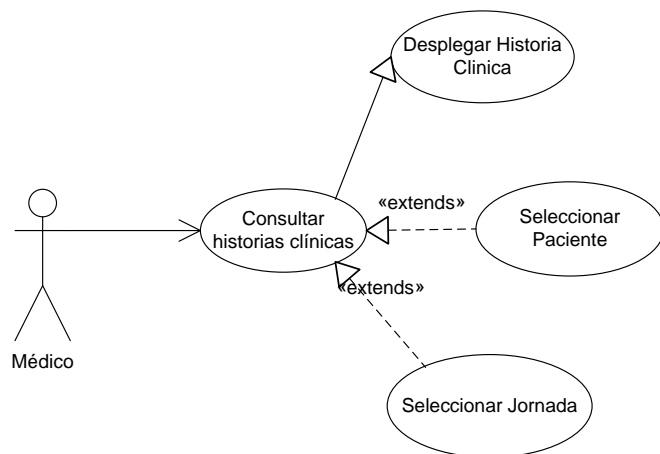 Desplegar Historia
Clinica
«extends»
Seleccionar
Paciente
Consultar
historias clínicas
«extends»
Médico
Seleccionar Jornada